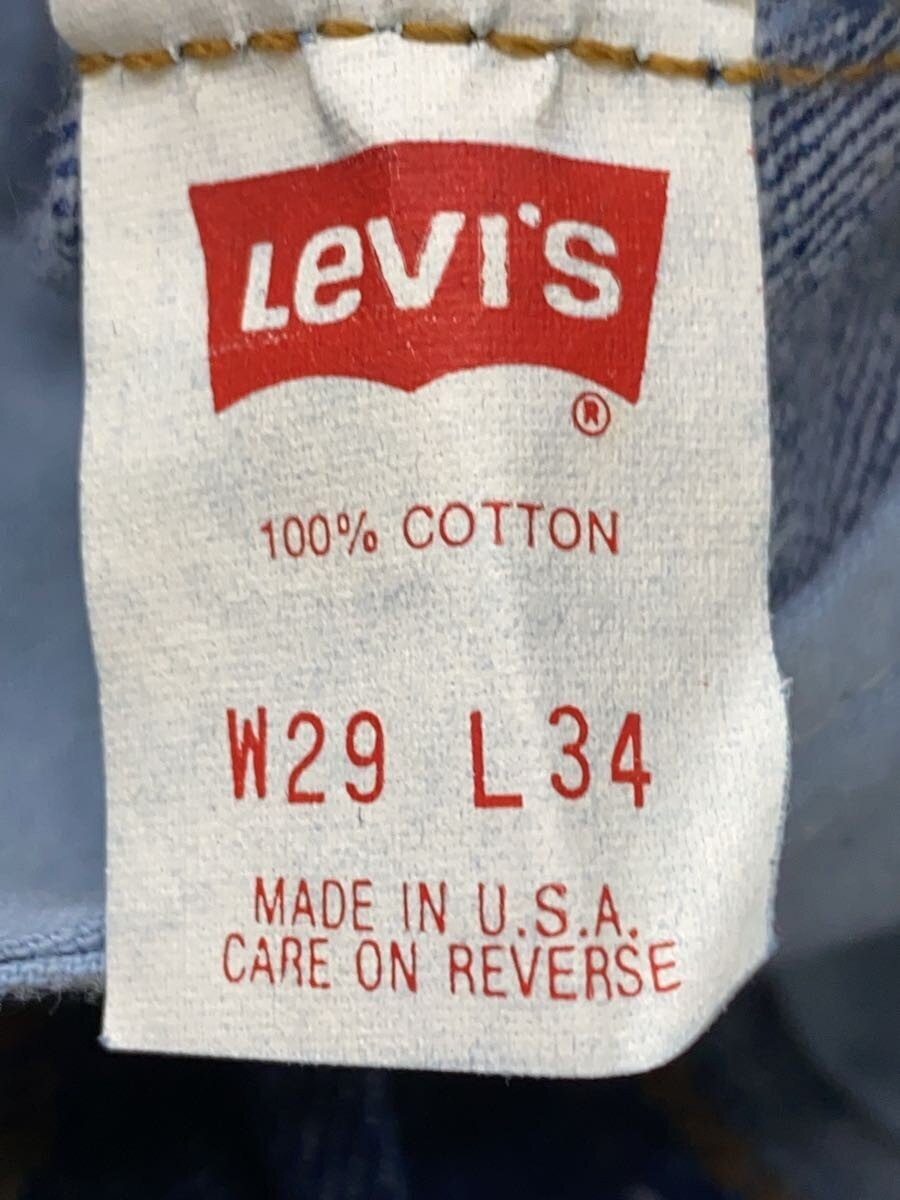 LEVI'S
®
100% COTTON
W29 L34
MADE IN U.S.A.
CARE ON REVERSE